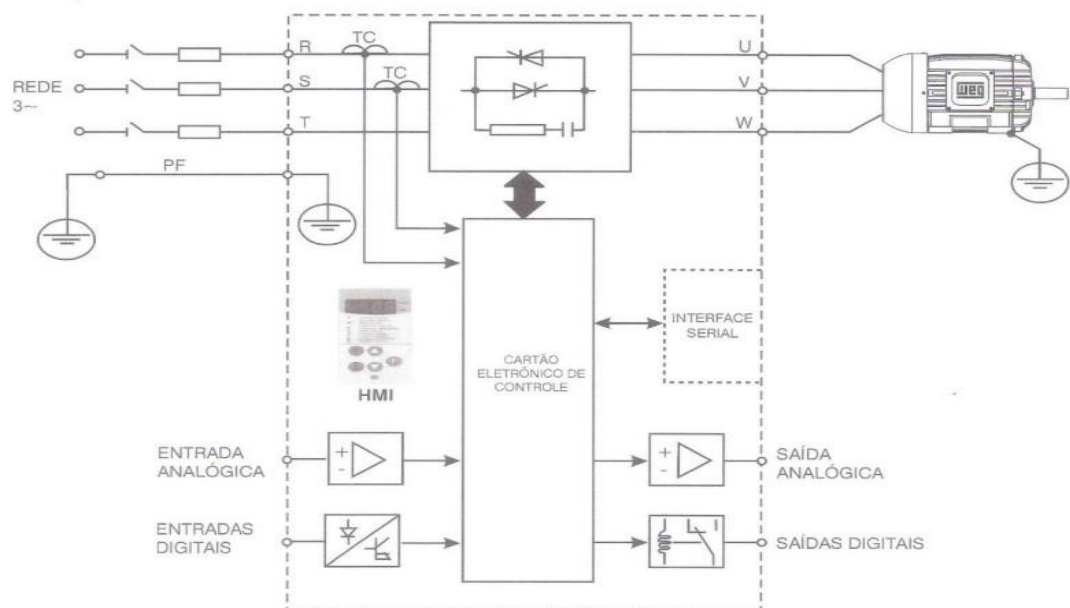 REDE
3~
R
TC
S
TC
T
PF
U
V
W
WEG
HMI
CARTÃO
ELETRÔNICO DE
CONTROLE
INTERFACE
SERIAL
ENTRADA
ANALÓGICA
+
-
+
-
SAÍDA
ANALÓGICA
ENTRADAS
DIGITAIS
SAÍDAS DIGITAIS